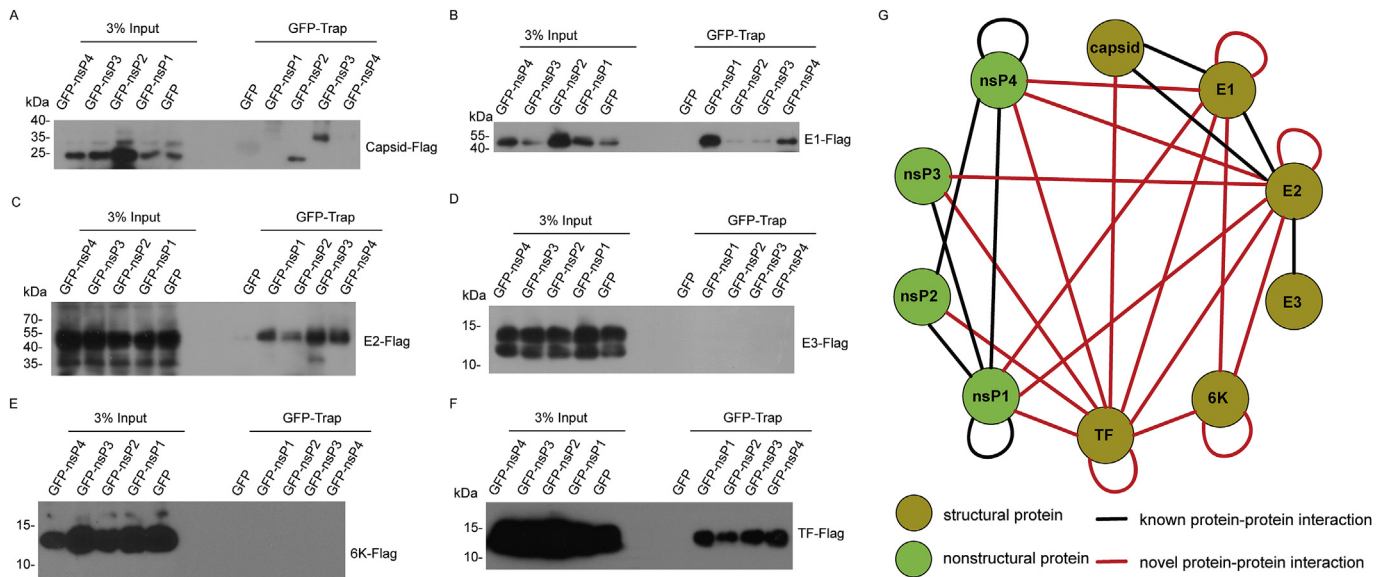 A
3% Input
GFP-Trap
GFP-nsP4
GFP-nsP3
GFP-nsP2
GFP-nsP1
GFP
GFP
GFP-nsP1
GFP-nsP2
GFP-nsP3
GFP-nsP4
kDa
40-
35-
25-
Capsid-Flag
B
3% Input
GFP-Trap
GFP-nsP4
GFP-nsP3
GFP-nsP2
GFP-nsP1
GFP
GFP
GFP-nsP1
GFP-nsP2
GFP-nsP3
GFP-nsP4
kDa
55-
40-
E1-Flag
C
3% Input
GFP-Trap
GFP-nsP4
GFP-nsP3
GFP-nsP2
GFP-nsP1
GFP
GFP
GFP-nsP1
GFP-nsP2
GFP-nsP3
GFP-nsP4
kDa
70-
55-
40-
35-
E2-Flag
D
3% Input
GFP-Trap
GFP-nsP4
GFP-nsP3
GFP-nsP2
GFP-nsP1
GFP
GFP
GFP-nsP1
GFP-nsP2
GFP-nsP3
GFP-nsP4
kDa
15-
10-
E3-Flag
E
3% Input
GFP-Trap
GFP-nsP4
GFP-nsP3
GFP-nsP2
GFP-nsP1
GFP
GFP
GFP-nsP1
GFP-nsP2
GFP-nsP3
GFP-nsP4
kDa
15-
10-
6K-Flag
F
3% Input
GFP-Trap
GFP-nsP4
GFP-nsP3
GFP-nsP2
GFP-nsP1
GFP
GFP
GFP-nsP1
GFP-nsP2
GFP-nsP3
GFP-nsP4
kDa
15-
10-
TF-Flag
G
capsid
nsP4
E1
nsP3
E2
nsP2
E3
nsP1
6K
TF
structural protein
known protein-protein interaction
nonstructural protein
novel protein-protein interaction